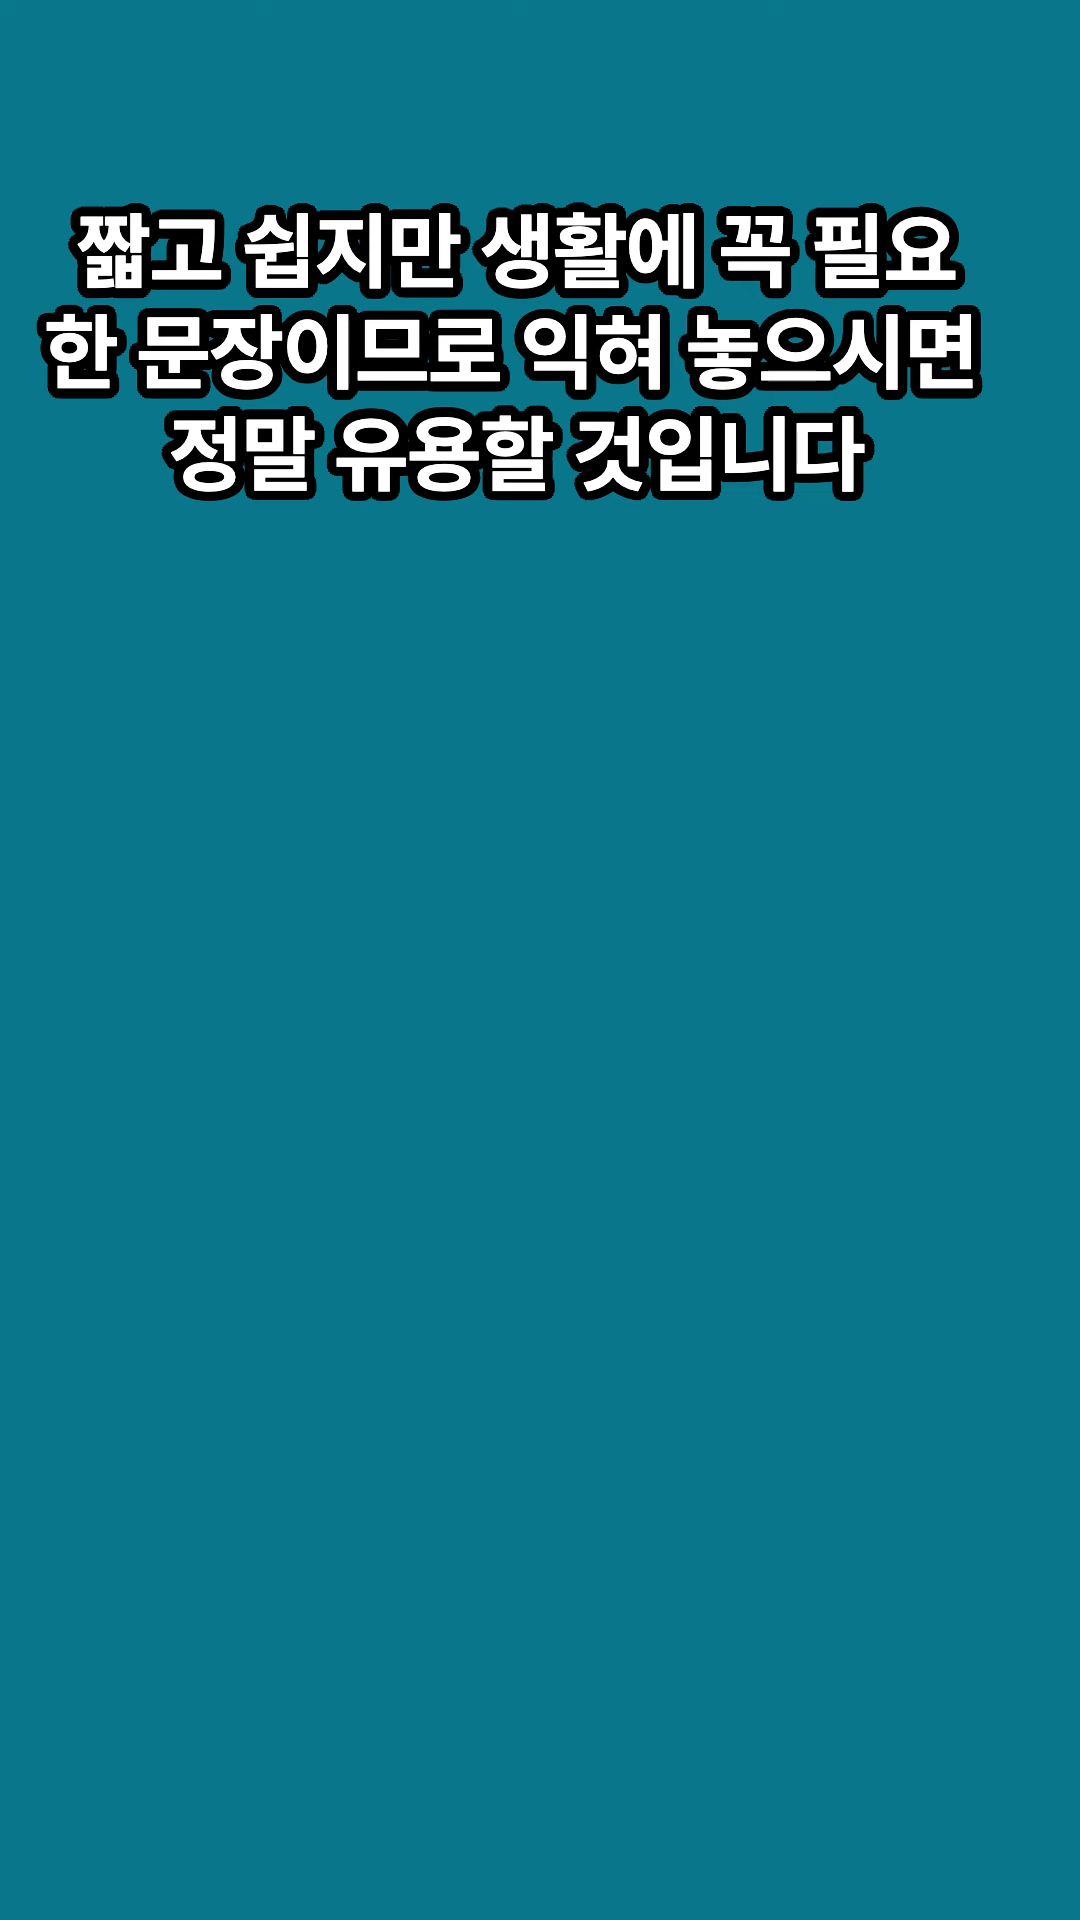 짧고 쉽지만 생활에 꼭 필요
한 문장이므로 익혀 놓으시면
정말 유용할 것입니다